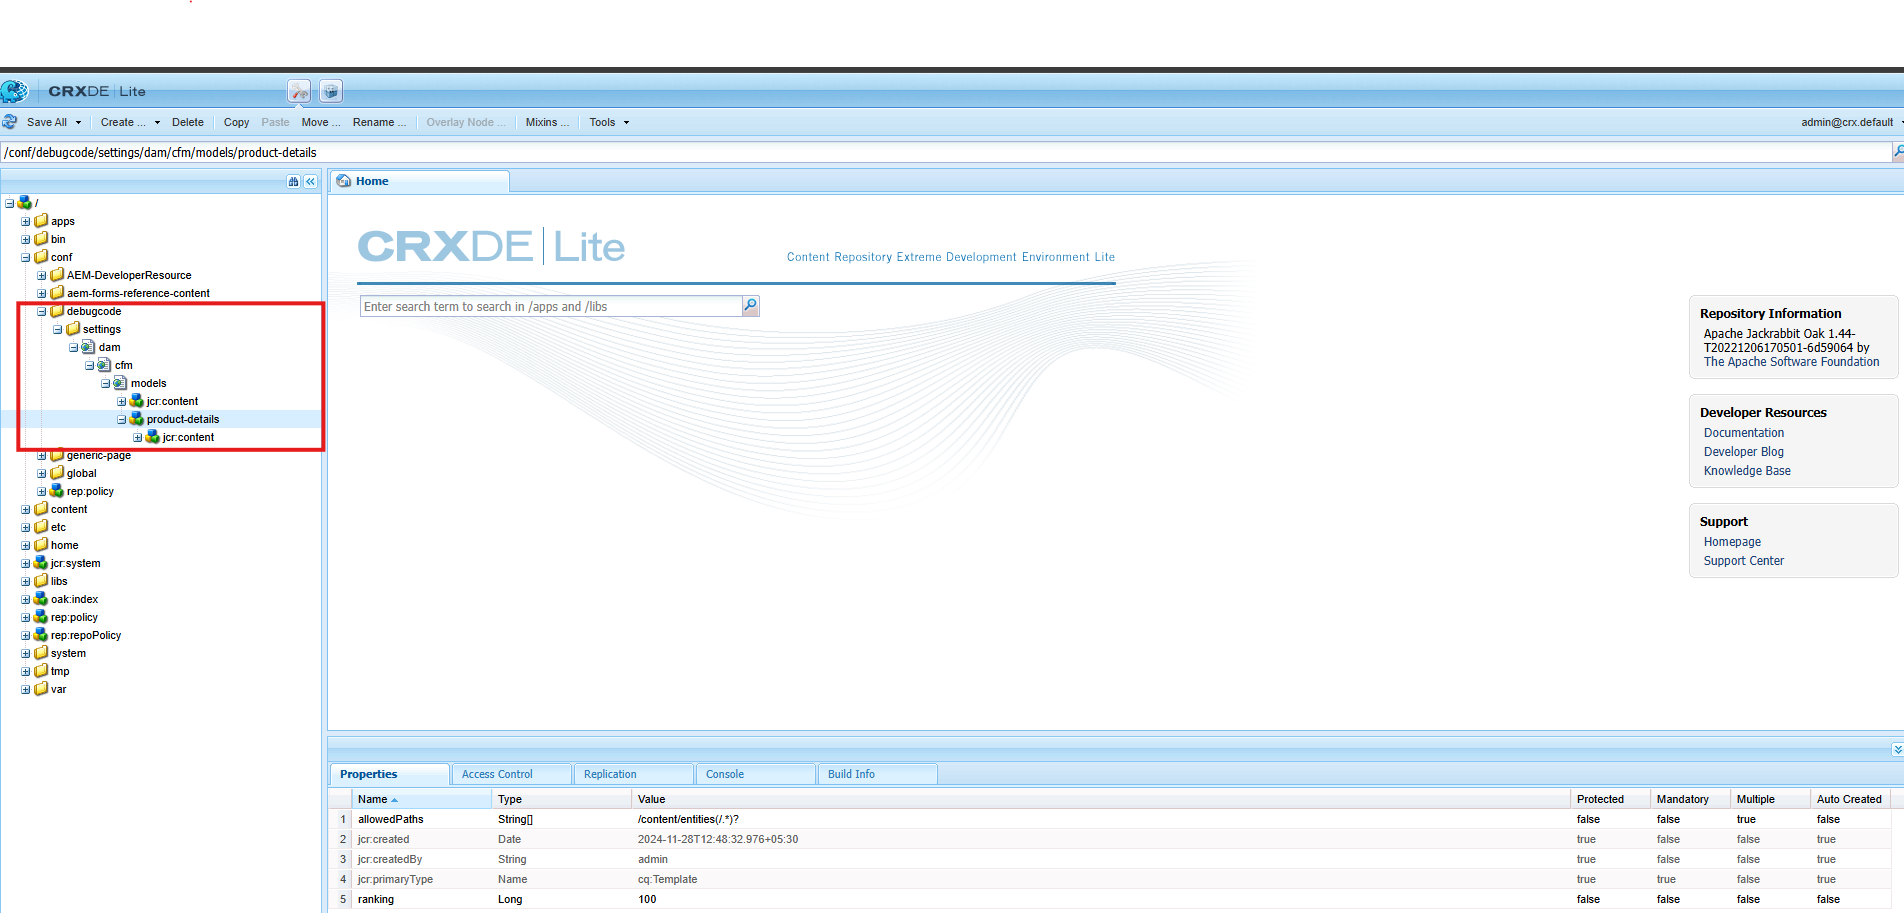 CRXDE | Lite
Save All Create ... Delete Copy Paste Move ... Rename ... Overlay Node ... Mixins ... Tools admin@crx.default
/conf/debugcode/settings/dam/cfm/models/product-details
Home
/
apps
bin
conf
AEM-DeveloperResource
aem-forms-reference-content
debugcode
settings
dam
cfm
models
jcr:content
product-details
jcr:content
generic-page
global
rep:policy
content
etc
home
jcr:system
libs
oak:index
rep:policy
rep:repoPolicy
system
tmp
var
CRXDE | Lite
Content Repository Extreme Development Environment Lite
Enter search term to search in /apps and /libs
Repository Information
Apache Jackrabbit Oak 1.44-
T20221206170501-6d59064 by
The Apache Software Foundation
Developer Resources
Documentation
Developer Blog
Knowledge Base
Support
Homepage
Support Center
Properties Access Control Replication Console Build Info
Name Type Value Protected Mandatory Multiple Auto Created
1 allowedPaths String[] /content/entities(/.*)? false false true false
2 jcr:created Date 2024-11-28T12:48:32.976+05:30 true false false true
3 jcr:createdBy String admin true false false true
4 jcr:primaryType Name cq:Template true true false true
5 ranking Long 100 false false false false